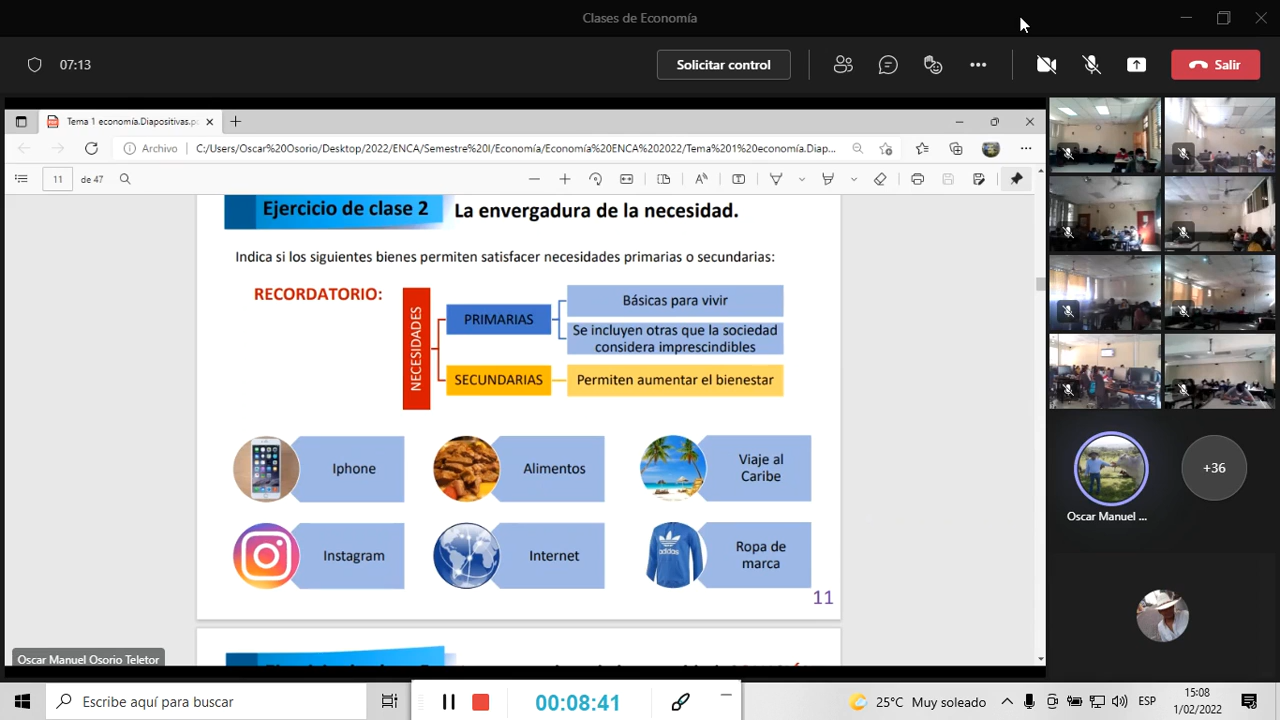 Clases de Economía
07:13
Solicitar control
Salir
Tema 1 economía.Diapositivas.pc
Archivo
C:/Users/Oscar%20Osorio/Desktop/2022/ENCA/Semestre%20I/Economía/Economía%20ENCA%202022/Tema%201%20economía.Diap...
11
de 47
Ejercicio de clase 2
La envergadura de la necesidad.
Indica si los siguientes bienes permiten satisfacer necesidades primarias o secundarias:
RECORDATORIO:
NECESIDADES
PRIMARIAS
Básicas para vivir
Se incluyen otras que la sociedad
considera imprescindibles
SECUNDARIAS
Permiten aumentar el bienestar
Iphone
Alimentos
Viaje al
Caribe
Instagram
Internet
adidas
Ropa de
marca
11
Oscar Manuel ...
+36
Oscar Manuel Osorio Teletor
Escribe aquí para buscar
00:08:41
25°C Muy soleado
ESP
15:08
1/02/2022